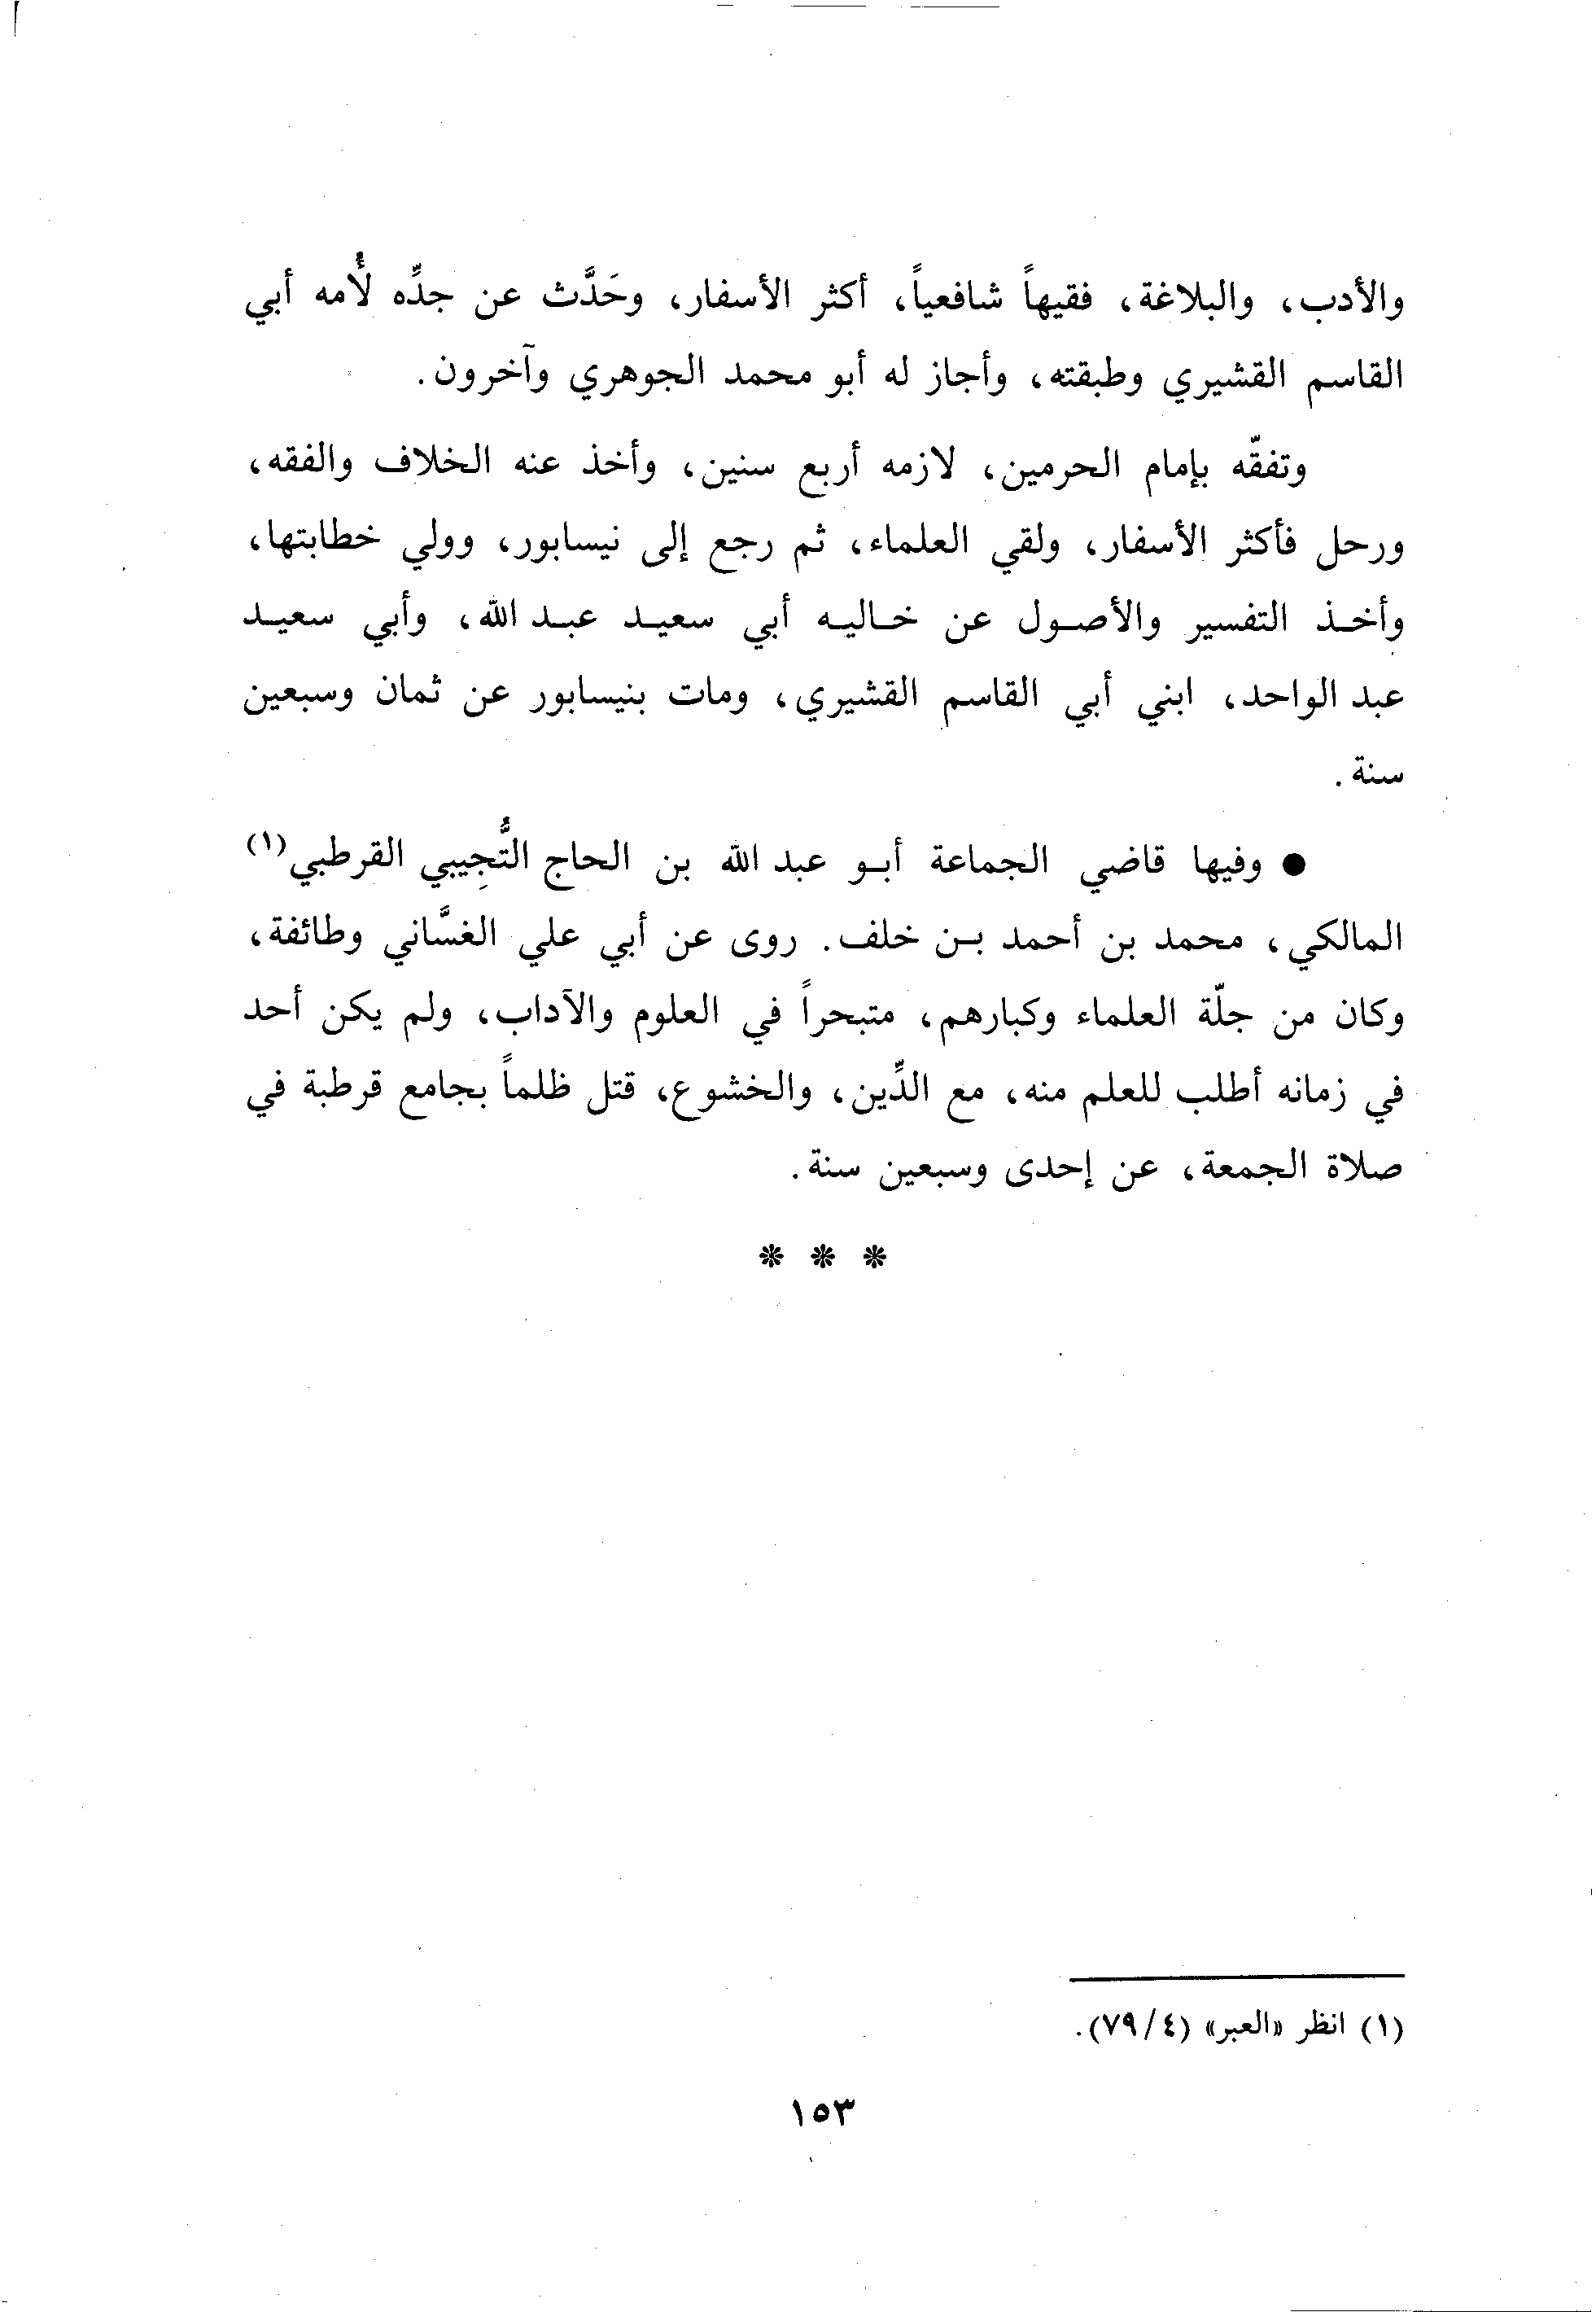 والأدب، والبلاغة، فقيهاً شافعياً، أكثر الأسفار، وحَدَّث عن جدِّه لأُمه أبي
القاسم القشيري وطبقته، وأجاز له أبو محمد الجوهري وآخرون.
وتفقّه بإمام الحرمين، لازمه أربع سنين، وأخذ عنه الخلاف والفقه،
ورحل فأكثر الأسفار، ولقي العلماء، ثم رجع إلى نيسابور، وولي خطابتها،
وأخذ التفسير والأصول عن خاليه أبي سعيد عبد الله، وأبي سعيد
عبد الواحد، ابني أبي القاسم القشيري، ومات بنيسابور عن ثمان وسبعين
سنة.
● وفيها قاضي الجماعة أبو عبد الله بن الحاج التُّجِيبي القرطبي(١)
المالكي، محمد بن أحمد بن خلف. روى عن أبي علي الغسَّاني وطائفة،
وكان من جلّة العلماء وكبارهم، متبحراً في العلوم والآداب، ولم يكن أحد
في زمانه أطلب للعلم منه، مع الدِّين، والخشوع، قتل ظلماً بجامع قرطبة في
صلاة الجمعة، عن إحدى وسبعين سنة.
* * *
(١) انظر «العبر» (٤/٧٩).
١٥٣